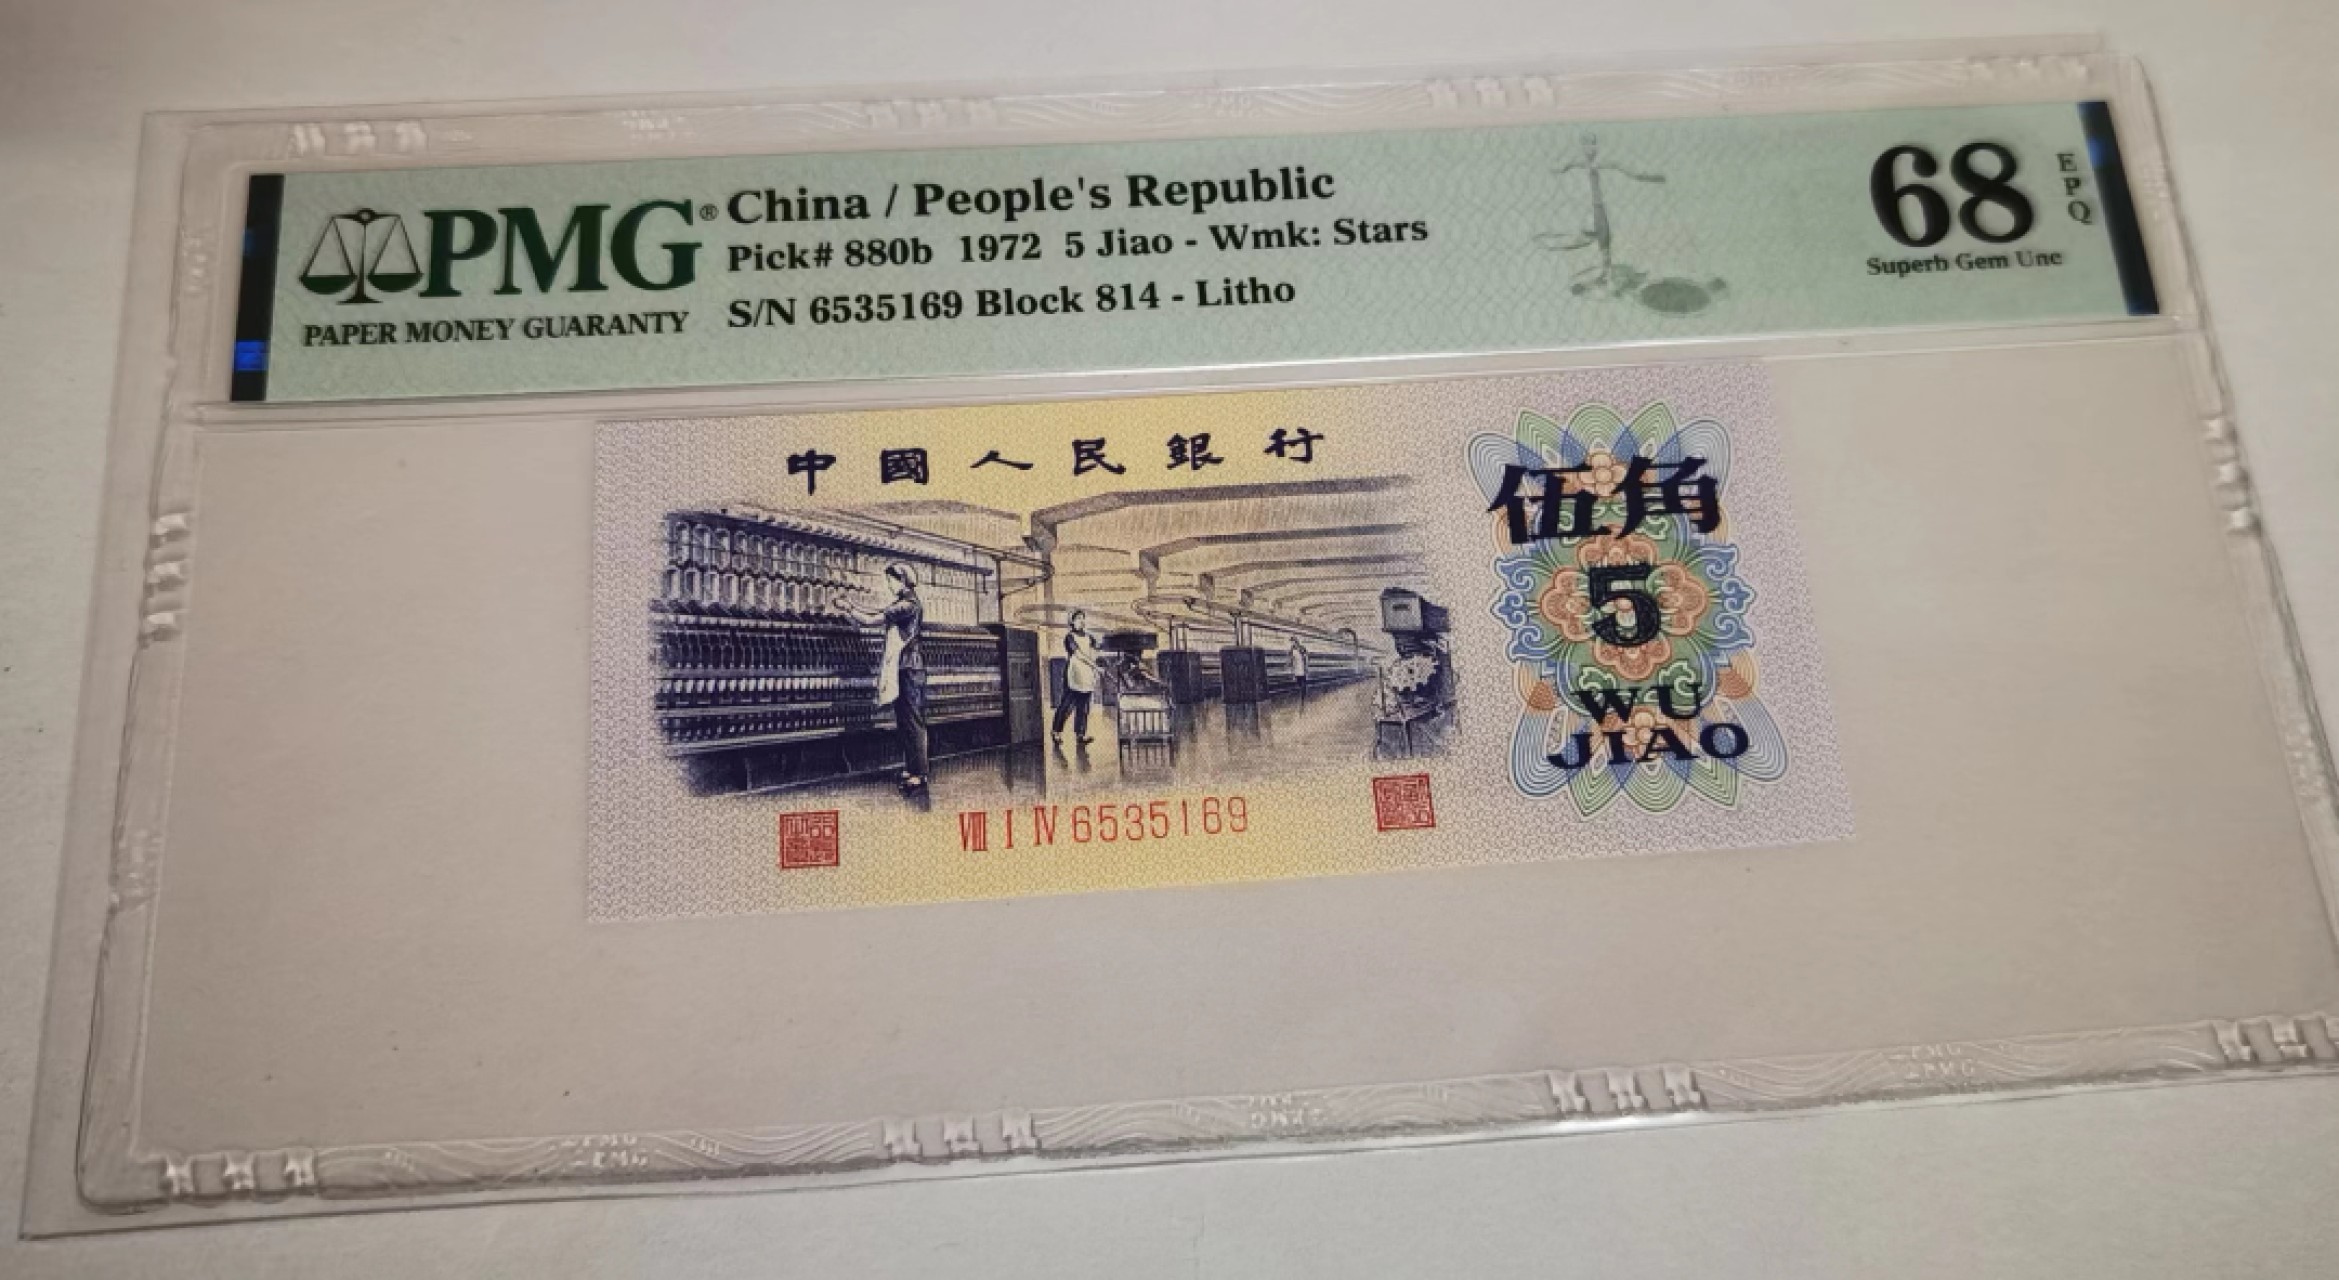 PMG®
PAPER MONEY GUARANTY
China / People's Republic
Pick# 880b 1972 5 Jiao - Wmk: Stars
S/N 6535169 Block 814 - Litho
68
EPQ
Superb Gem Unc
中國人民銀行
伍角
5
WU
JIAO
Ⅷ Ⅰ Ⅳ 6535169